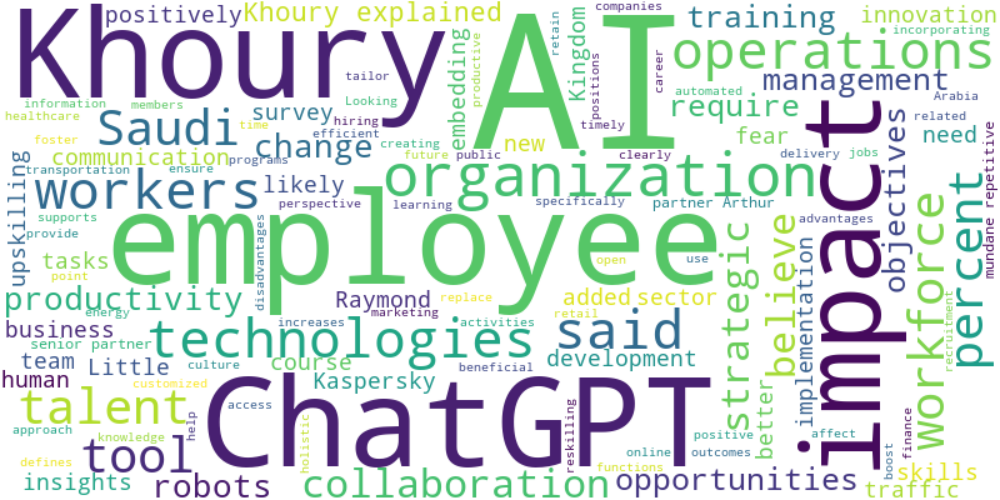 positively
Khoury explained
companies
training
innovation
Khoury
AI
retain
incorporating
operations
embedding
productive
Kingdom
positions
career
tailor
management
information
members
Looking
automated
Arabia
healthcare
hiring
require
Saudi
survey
efficient
timely
related
foster
time
change
creating
new
fear
need
communication
future
public
clearly
delivery
jobs
transportation
ensure
programs
impact
objectives
mundane repetitive
upskilling
workers
likely
perspective
organization
learning
specifically
partner Arthur
supports
employee
advantages
provide
disadvantages
strategic
believe
implementation
workforce
percent
tasks
point
open
use
productivity
energy
Raymond
marketing
replace
added
sector
retail
business
technologies
increases
activities
said
recruitment
senior partner
team
Little
culture
course
beneficial
development
human
customized
Kaspersky
ChatGPT
talent
access
help
holistic
reskilling
better
positive
affect
boost
finance
approach
knowledge
tool
functions
online
outcomes
defines
insights
robots
collaboration
opportunities
skills
traffic